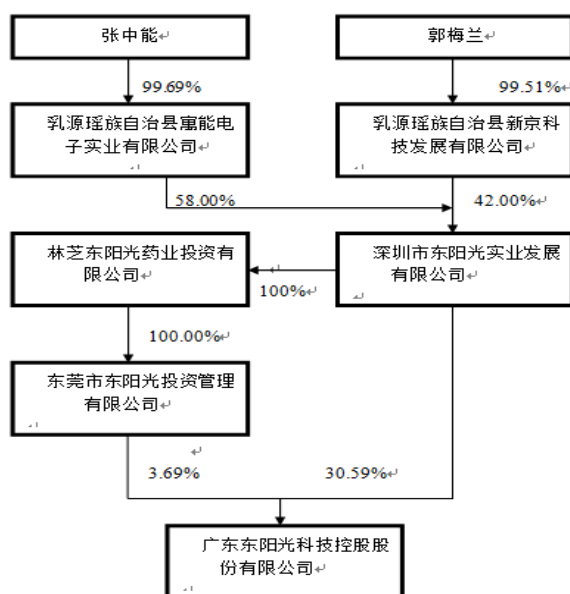 张中能
郭梅兰
99.69%
99.51%
乳源瑶族自治县寓能电
子实业有限公司
乳源瑶族自治县新京科
技发展有限公司
58.00%
42.00%
林芝东阳光药业投资有
限公司
深圳市东阳光实业发展
有限公司
100%
100.00%
东莞市东阳光投资管理
有限公司
3.69%
30.59%
广东东阳光科技控股股
份有限公司